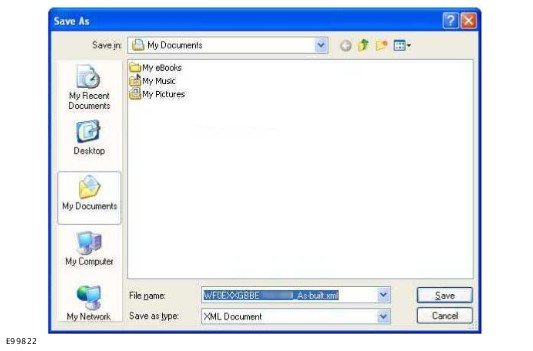 Save As
Save in:
My Documents
My eBooks
My Music
My Pictures
My Recent
Documents
Desktop
My Documents
My Computer
My Network
File name:
WF0EXXGBBE _As built.xml
Save
Save as type:
XML Document
Cancel
E99822